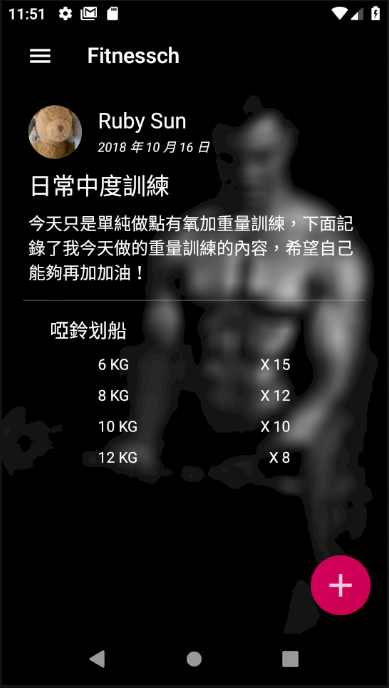 11:51
Fitnessch
Ruby Sun
2018 年 10 月 16 日
日常中度訓練
今天只是單純做點有氧加重量訓練，下面記
錄了我今天做的重量訓練的內容，希望自己
能夠再加加油！
啞鈴划船
6 KG X 15
8 KG X 12
10 KG X 10
12 KG X 8